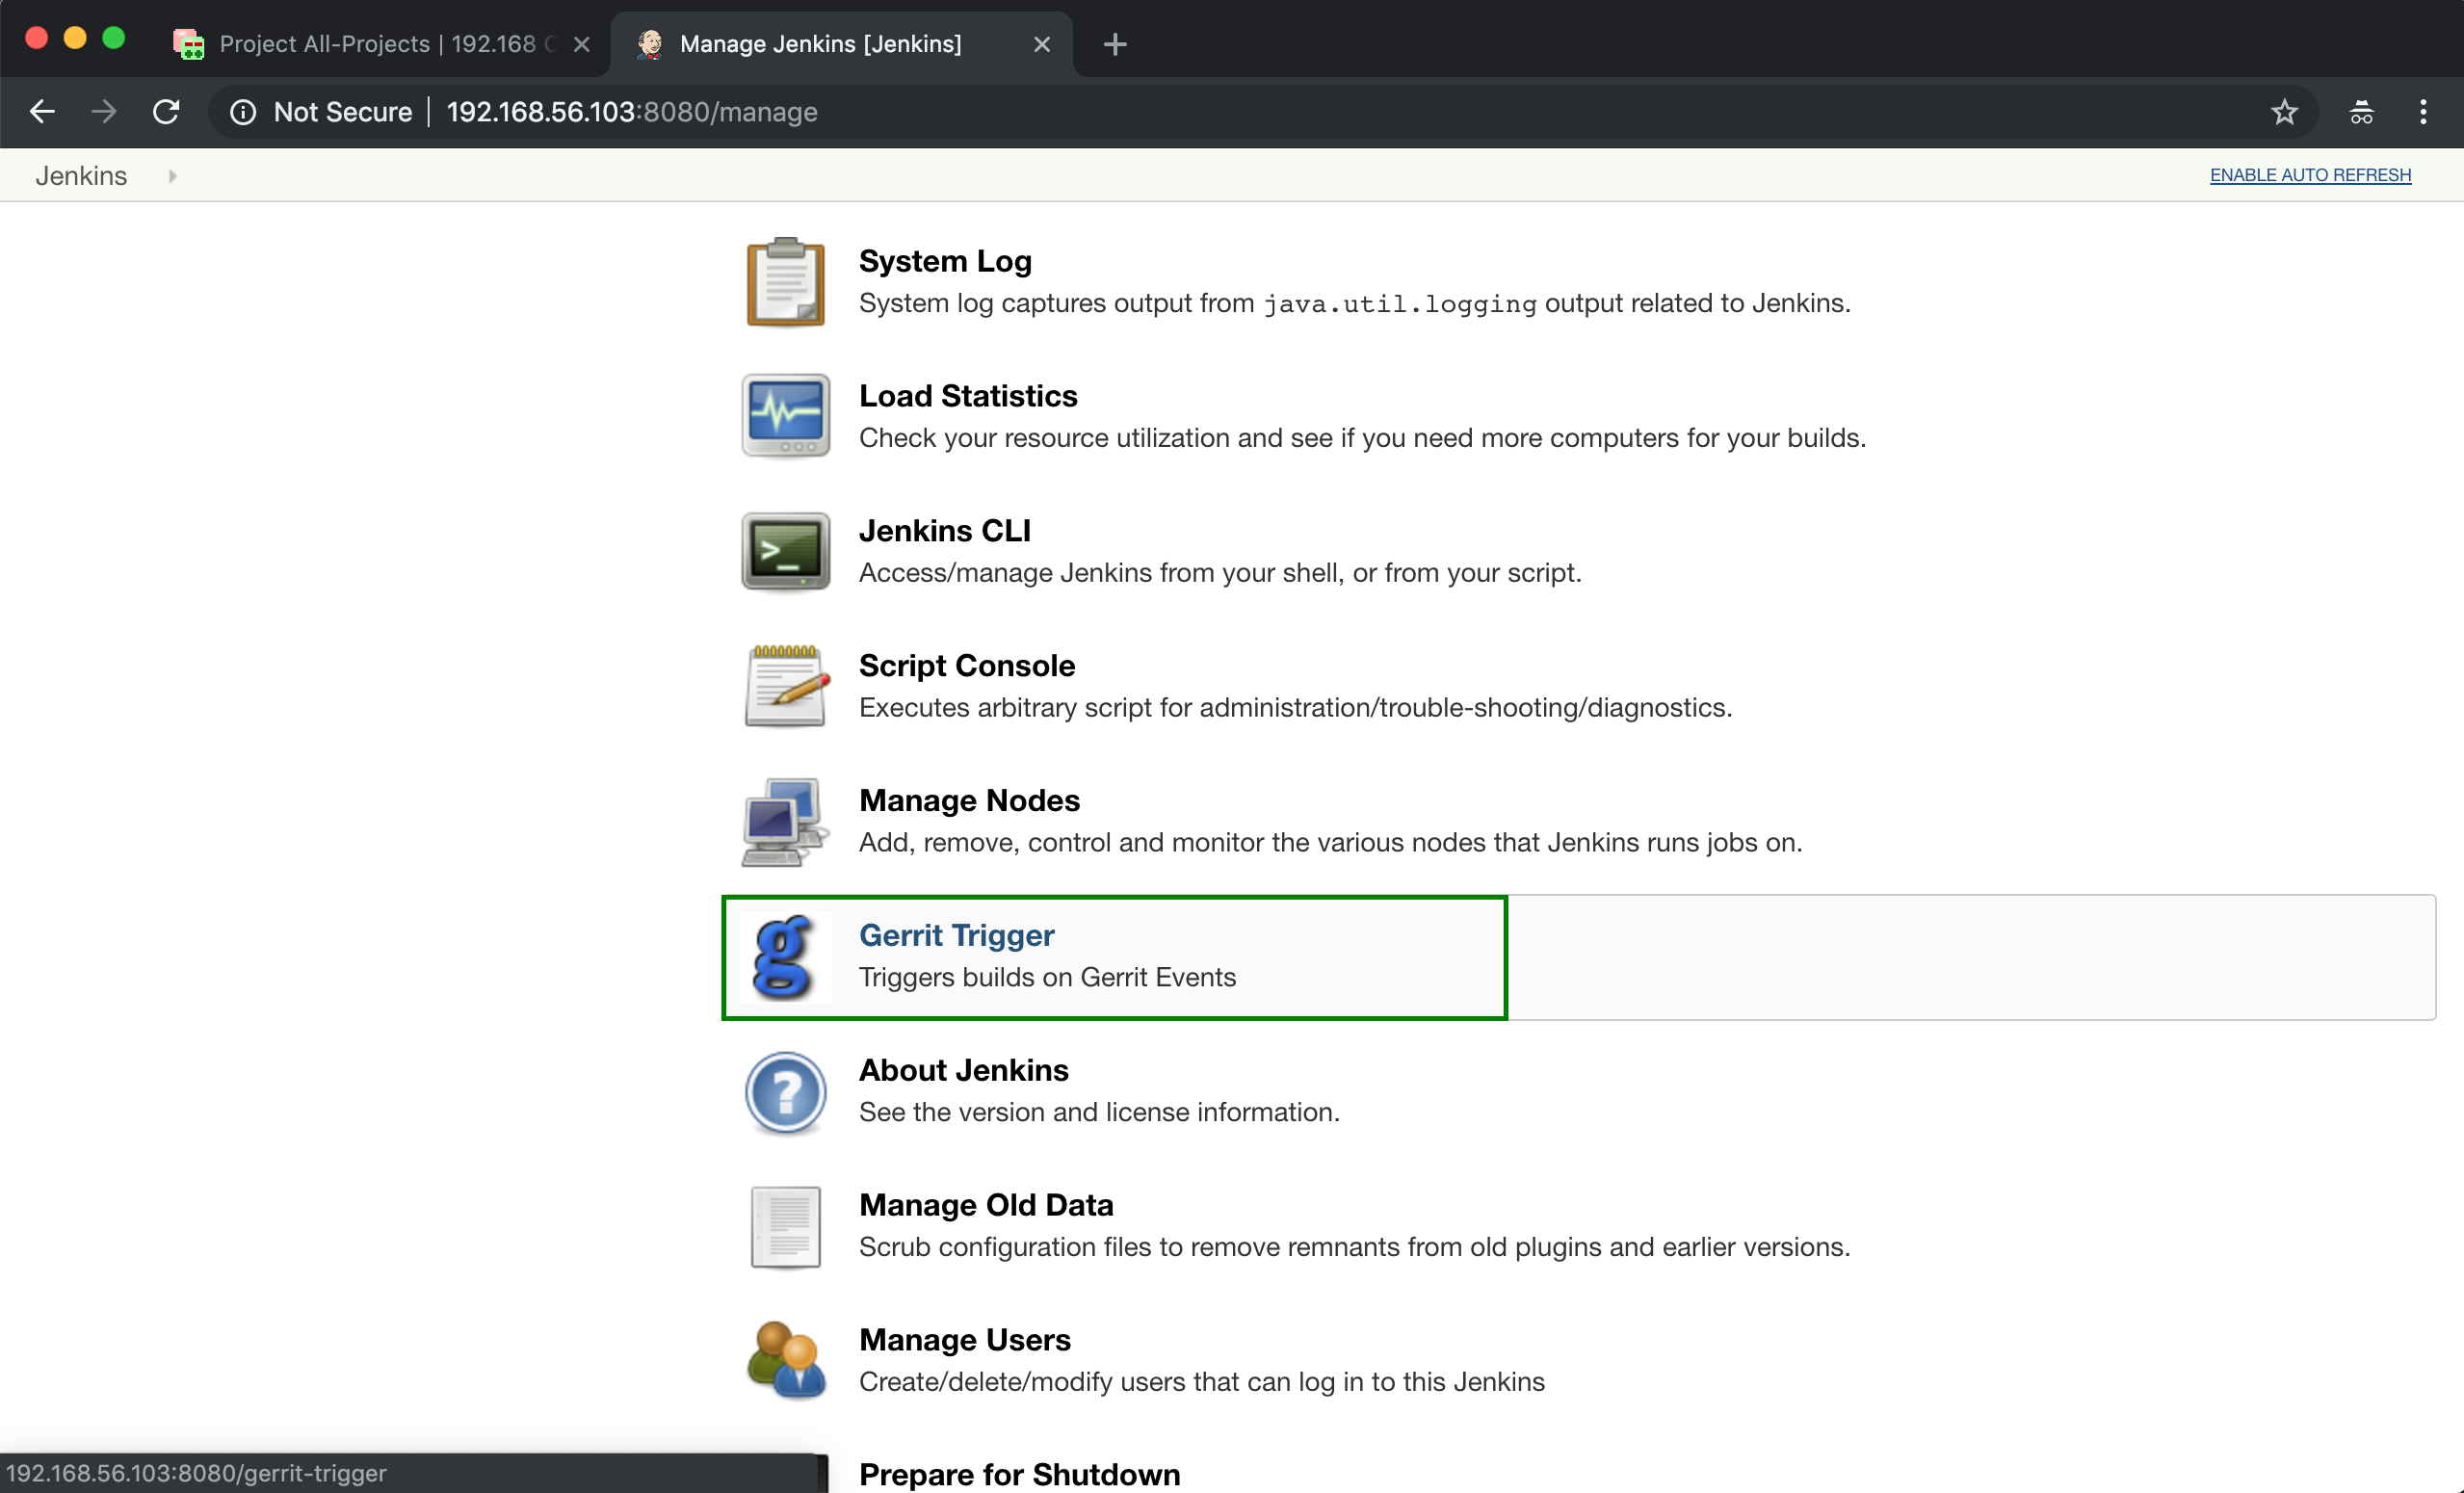 Project All-Projects | 192.168
Manage Jenkins [Jenkins]
Not Secure | 192.168.56.103:8080/manage
Jenkins
ENABLE AUTO REFRESH
System Log
System log captures output from java.util.logging output related to Jenkins.
Load Statistics
Check your resource utilization and see if you need more computers for your builds.
Jenkins CLI
Access/manage Jenkins from your shell, or from your script.
Script Console
Executes arbitrary script for administration/trouble-shooting/diagnostics.
Manage Nodes
Add, remove, control and monitor the various nodes that Jenkins runs jobs on.
g
Gerrit Trigger
Triggers builds on Gerrit Events
?
About Jenkins
See the version and license information.
Manage Old Data
Scrub configuration files to remove remnants from old plugins and earlier versions.
Manage Users
Create/delete/modify users that can log in to this Jenkins
192.168.56.103:8080/gerrit-trigger
Prepare for Shutdown